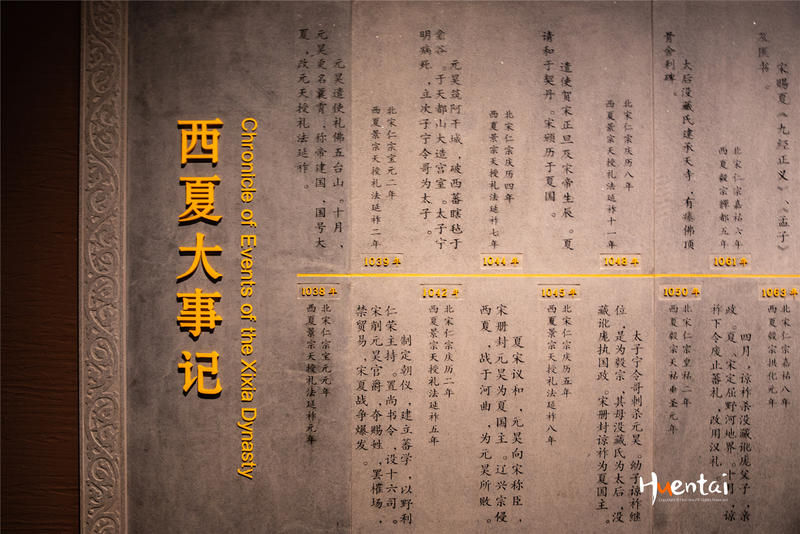 西夏大事记
Chronicle of Events of the Xixia Dynasty
元昊遣使礼佛五台山。十月，
元昊更名曩霄，称帝建国，国号大
夏，改元天授礼法延祚。
1038 年
北宋仁宗宝元元年
西夏景宗天授礼法延祚元年
1039 年
北宋仁宗宝元二年
西夏景宗天授礼法延祚二年
制定朝仪，建立蕃学，以野利
仁荣主持。置尚书令，设十六司。
宋削元昊官爵，夺赐姓，罢榷场，
禁贸易，宋夏战争爆发。
元昊筑阿干城，破西蕃瞎毡于
龛谷。于天都山大造宫室。太子宁
明病死，立次子宁令哥为太子。
1042 年
北宋仁宗庆历二年
西夏景宗天授礼法延祚五年
1044 年
北宋仁宗庆历四年
西夏景宗天授礼法延祚七年
夏宋议和，元昊向宋称臣，
宋册封元昊为夏国主。辽兴宗侵
西夏，战于河曲，为元昊所败。
遣使贺宋正旦及宋帝生辰。夏
请和于契丹。宋颁历于夏国。
1045 年
北宋仁宗庆历五年
西夏景宗天授礼法延祚八年
1048 年
北宋仁宗庆历八年
西夏景宗天授礼法延祚十一年
太子宁令哥刺杀元昊。幼子谅祚继
位，是为毅宗，其母没藏氏为太后，没
藏讹庞执国政。宋册封谅祚为夏国主。
太后没藏氏建承天寺，有瘗佛顶
骨舍利碑。
1050 年
北宋仁宗皇祐二年
西夏毅宗天祐垂圣元年
1061 年
北宋仁宗嘉祐六年
西夏毅宗奲都五年
四月，谅祚杀没藏讹庞父子，亲
政。夏、宋定屈野河地界。十月，谅
祚下令废止蕃礼，改用汉礼
宋赐夏《九经正义》、《孟子》
及医书。
1063 年
北宋仁宗嘉祐八年
西夏毅宗拱化元年
Huentai